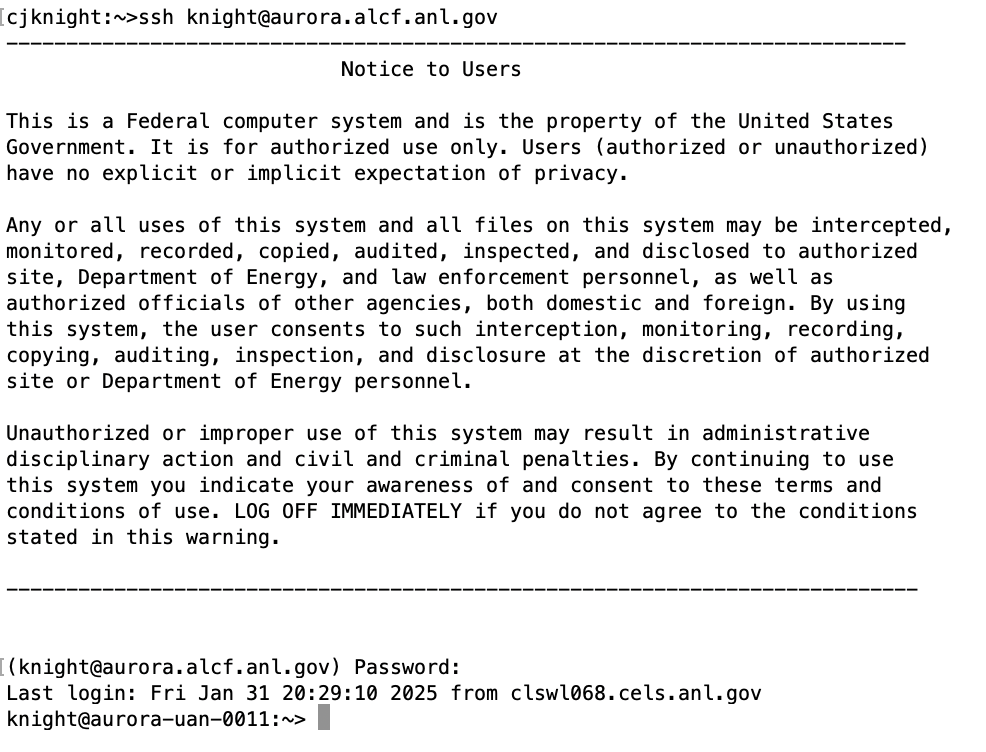 [cjknight:~>ssh knight@aurora.alcf.anl.gov
---------------------------------------------------------------------------
Notice to Users
This is a Federal computer system and is the property of the United States
Government. It is for authorized use only. Users (authorized or unauthorized)
have no explicit or implicit expectation of privacy.
Any or all uses of this system and all files on this system may be intercepted,
monitored, recorded, copied, audited, inspected, and disclosed to authorized
site, Department of Energy, and law enforcement personnel, as well as
authorized officials of other agencies, both domestic and foreign. By using
this system, the user consents to such interception, monitoring, recording,
copying, auditing, inspection, and disclosure at the discretion of authorized
site or Department of Energy personnel.
Unauthorized or improper use of this system may result in administrative
disciplinary action and civil and criminal penalties. By continuing to use
this system you indicate your awareness of and consent to these terms and
conditions of use. LOG OFF IMMEDIATELY if you do not agree to the conditions
stated in this warning.
----------------------------------------------------------------------------
[(knight@aurora.alcf.anl.gov) Password:
Last login: Fri Jan 31 20:29:10 2025 from clswl068.cels.anl.gov
knight@aurora-uan-0011:~>